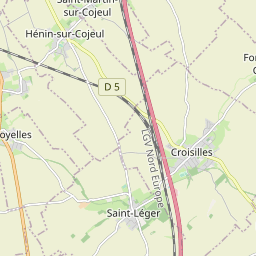 Saint-Martin-
sur-Cojeul
Hénin-sur-Cojeul
D 5
LGV Nord Europe
Croisilles
Saint-Léger